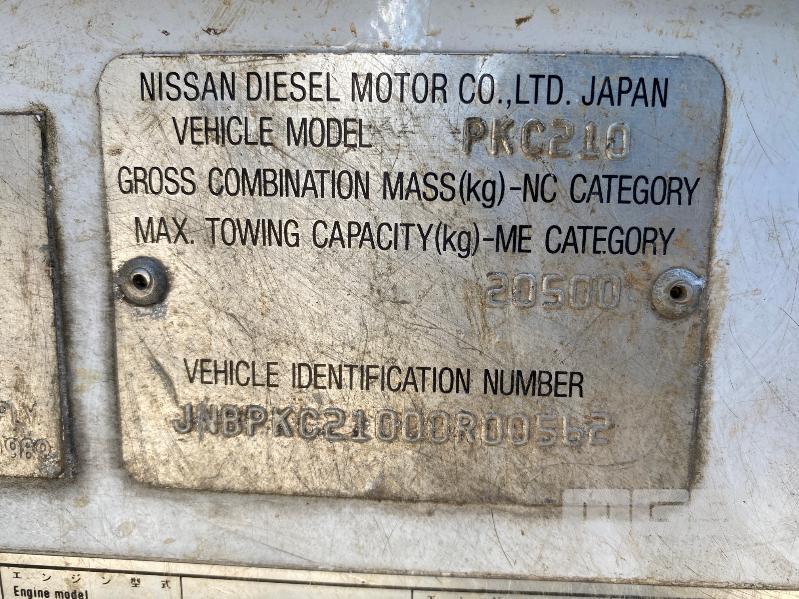 NISSAN DIESEL MOTOR CO.,LTD. JAPAN
VEHICLE MODEL PKC210
GROSS COMBINATION MASS(kg)-NC CATEGORY
MAX. TOWING CAPACITY(kg)-ME CATEGORY
20500
VEHICLE IDENTIFICATION NUMBER
JNBPKC21000R00562
エンジン型式
Engine model